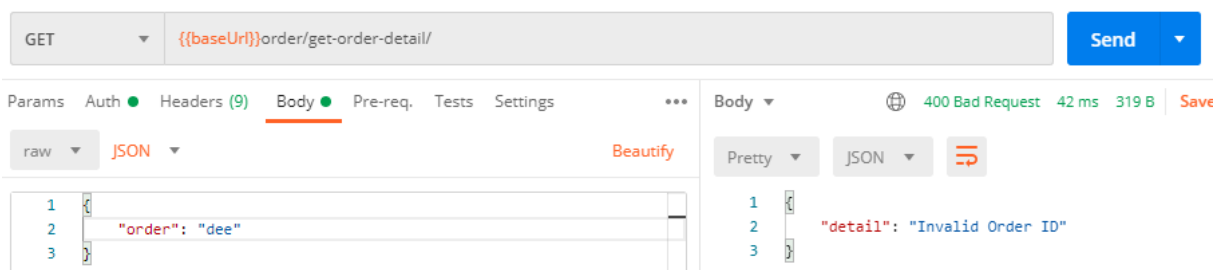 GET {{baseUrl}}order/get-order-detail/ Send
Params Auth Headers (9) Body Pre-req. Tests Settings ••• Body 400 Bad Request 42 ms 319 B Save
raw JSON Beautify Pretty JSON
1 {
2 "order": "dee"
3 }
1 {
2 "detail": "Invalid Order ID"
3 }